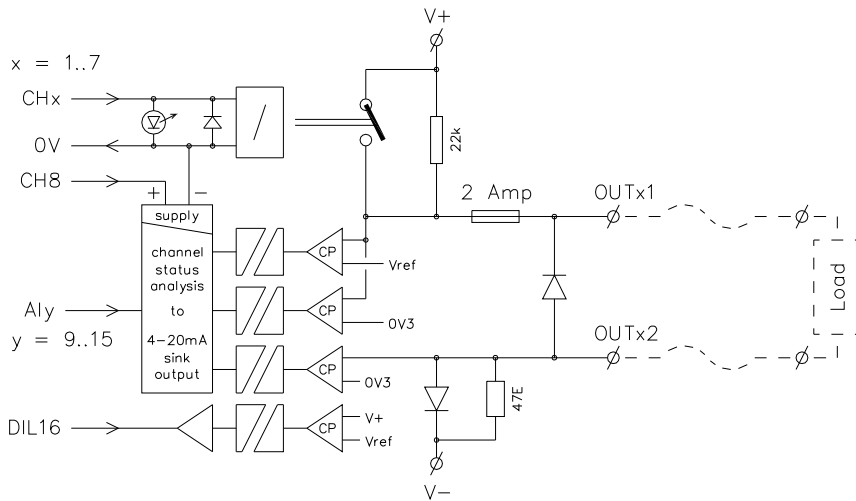 V+
x = 1..7
CHx
0V
CH8
+ −
supply
channel
status
analysis
to
4−20mA
sink
output
AIy
y = 9..15
DIL16
22k
2 Amp
OUTx1
CP
Vref
CP
0V3
CP
0V3
CP
V+
Vref
OUTx2
47E
V−
Load